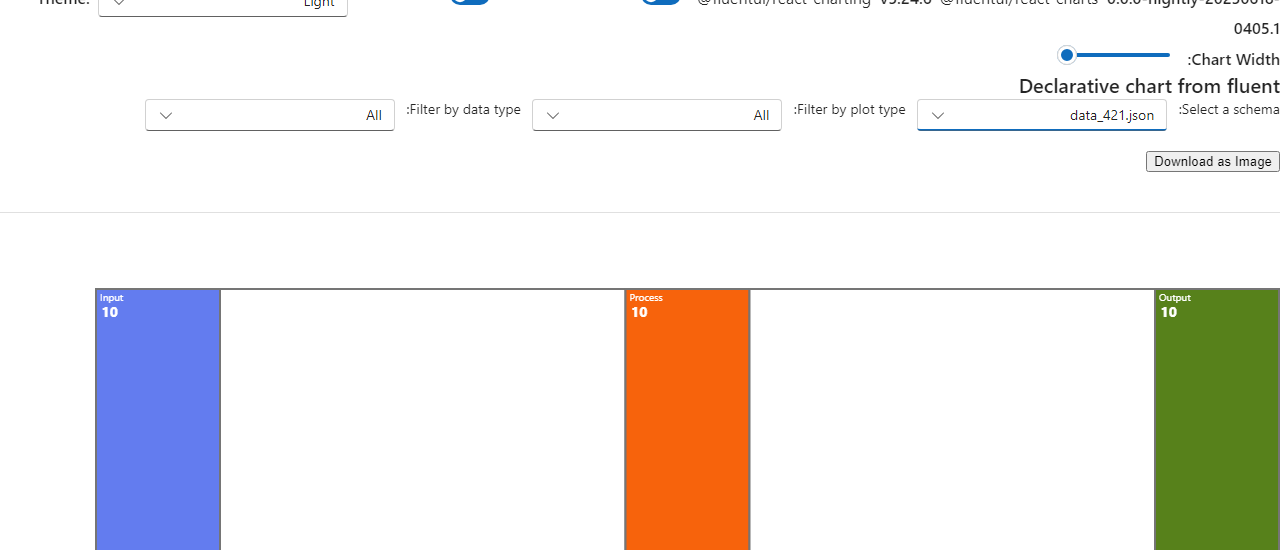 Theme: Light @fluentui/react-charting v5.24.6 @fluentui/react-charts 0.0.0-nightly-20250618-
0405.1
:Chart Width
Declarative chart from fluent
:Select a schema data_421.json :Filter by plot type All :Filter by data type All
Download as Image
Input Process Output
10 10 10